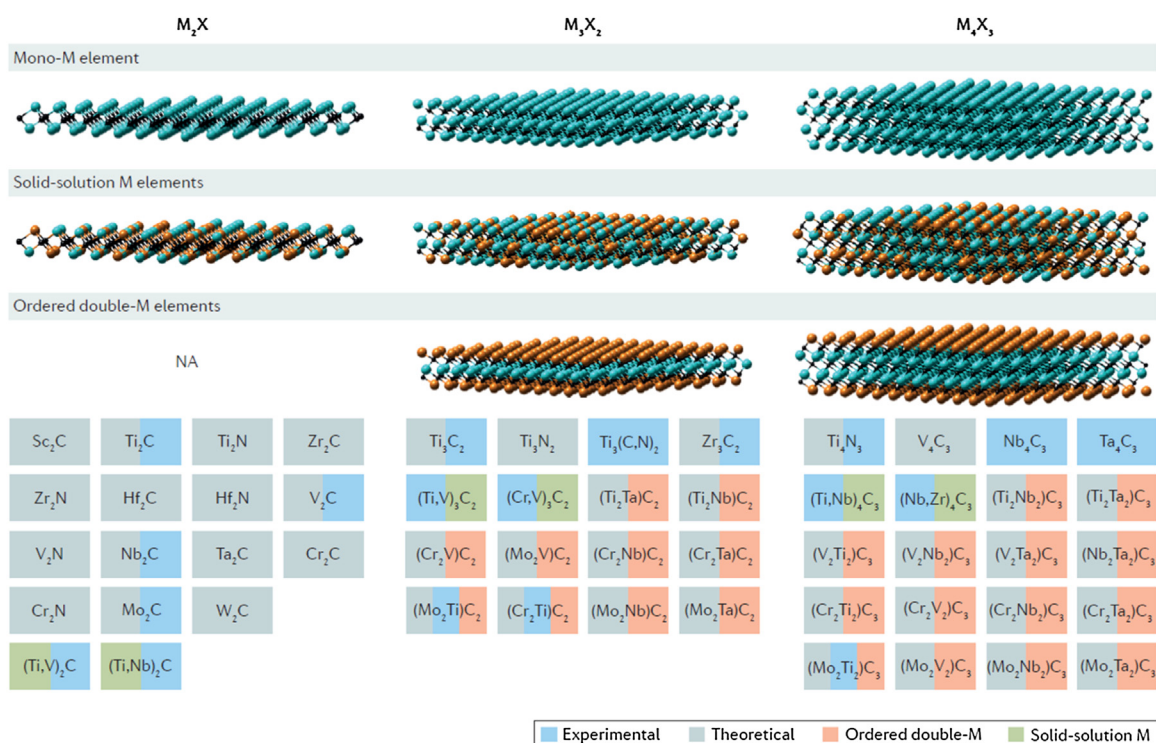 M₂X M₃X₂ M₄X₃
Mono-M element
Solid-solution M elements
Ordered double-M elements
NA
Sc₂C Ti₂C Ti₂N Zr₂C Ti₃C₂ Ti₃N₂ Ti₃(C,N)₂ Zr₃C₂ Ti₄N₃ V₄C₃ Nb₄C₃ Ta₄C₃
Zr₂N Hf₂C Hf₂N V₂C (Ti,V)₃C₂ (Cr,V)₃C₂ (Ti₂Ta)C₂ (Ti₂Nb)C₂ (Ti,Nb)₄C₃ (Nb,Zr)₄C₃ (Ti₂Nb₂)C₃ (Ti₂Ta₂)C₃
V₂N Nb₂C Ta₂C Cr₂C (Cr₂V)C₂ (Mo₂V)C₂ (Cr₂Nb)C₂ (Cr₂Ta)C₂ (V₂Ti₂)C₃ (V₂Nb₂)C₃ (V₂Ta₂)C₃ (Nb₂Ta₂)C₃
Cr₂N Mo₂C W₂C (Mo₂Ti)C₂ (Cr₂Ti)C₂ (Mo₂Nb)C₂ (Mo₂Ta)C₂ (Cr₂Ti₂)C₃ (Cr₂V₂)C₃ (Cr₂Nb₂)C₃ (Cr₂Ta₂)C₃
(Ti,V)₂C (Ti,Nb)₂C (Mo₂Ti₂)C₃ (Mo₂V₂)C₃ (Mo₂Nb₂)C₃ (Mo₂Ta₂)C₃
Experimental Theoretical Ordered double-M Solid-solution M